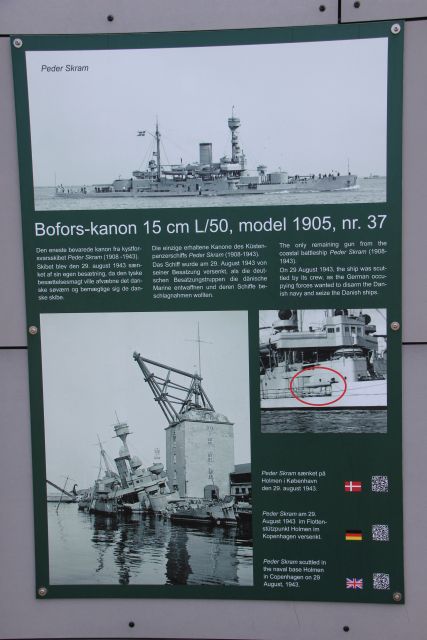 Peder Skram
Bofors-kanon 15 cm L/50, model 1905, nr. 37
Den eneste bevarede kanon fra kystfor-
svarsskibet Peder Skram (1908 -1943).
Skibet blev den 29. august 1943 sæn-
ket af sin egen besætning, da den tyske
besættelsesmagt ville afvæbne det dan-
ske søværn og bemægtige sig de dan-
ske skibe.
Die einzige erhaltene Kanone des Küsten-
panzerschiffs Peder Skram (1908-1943).
Das Schiff wurde am 29. August 1943 von
seiner Besatzung versenkt, als die deut-
schen Besatzungstruppen die dänische
Marine entwaffnen und deren Schiffe be-
schlagnahmen wollten.
The only remaining gun from the
coastal battleship Peder Skram (1908-
1943).
On 29 August 1943, the ship was scut-
tled by its crew, as the German occu-
pying forces wanted to disarm the Dan-
ish navy and seize the Danish ships.
Peder Skram sænket på
Holmen i København
den 29. august 1943.
Peder Skram am 29.
August 1943 im Flotten-
stützpunkt Holmen im
Kopenhagen versenkt.
Peder Skram scuttled in
the naval base Holmen
in Copenhagen on 29
August, 1943.